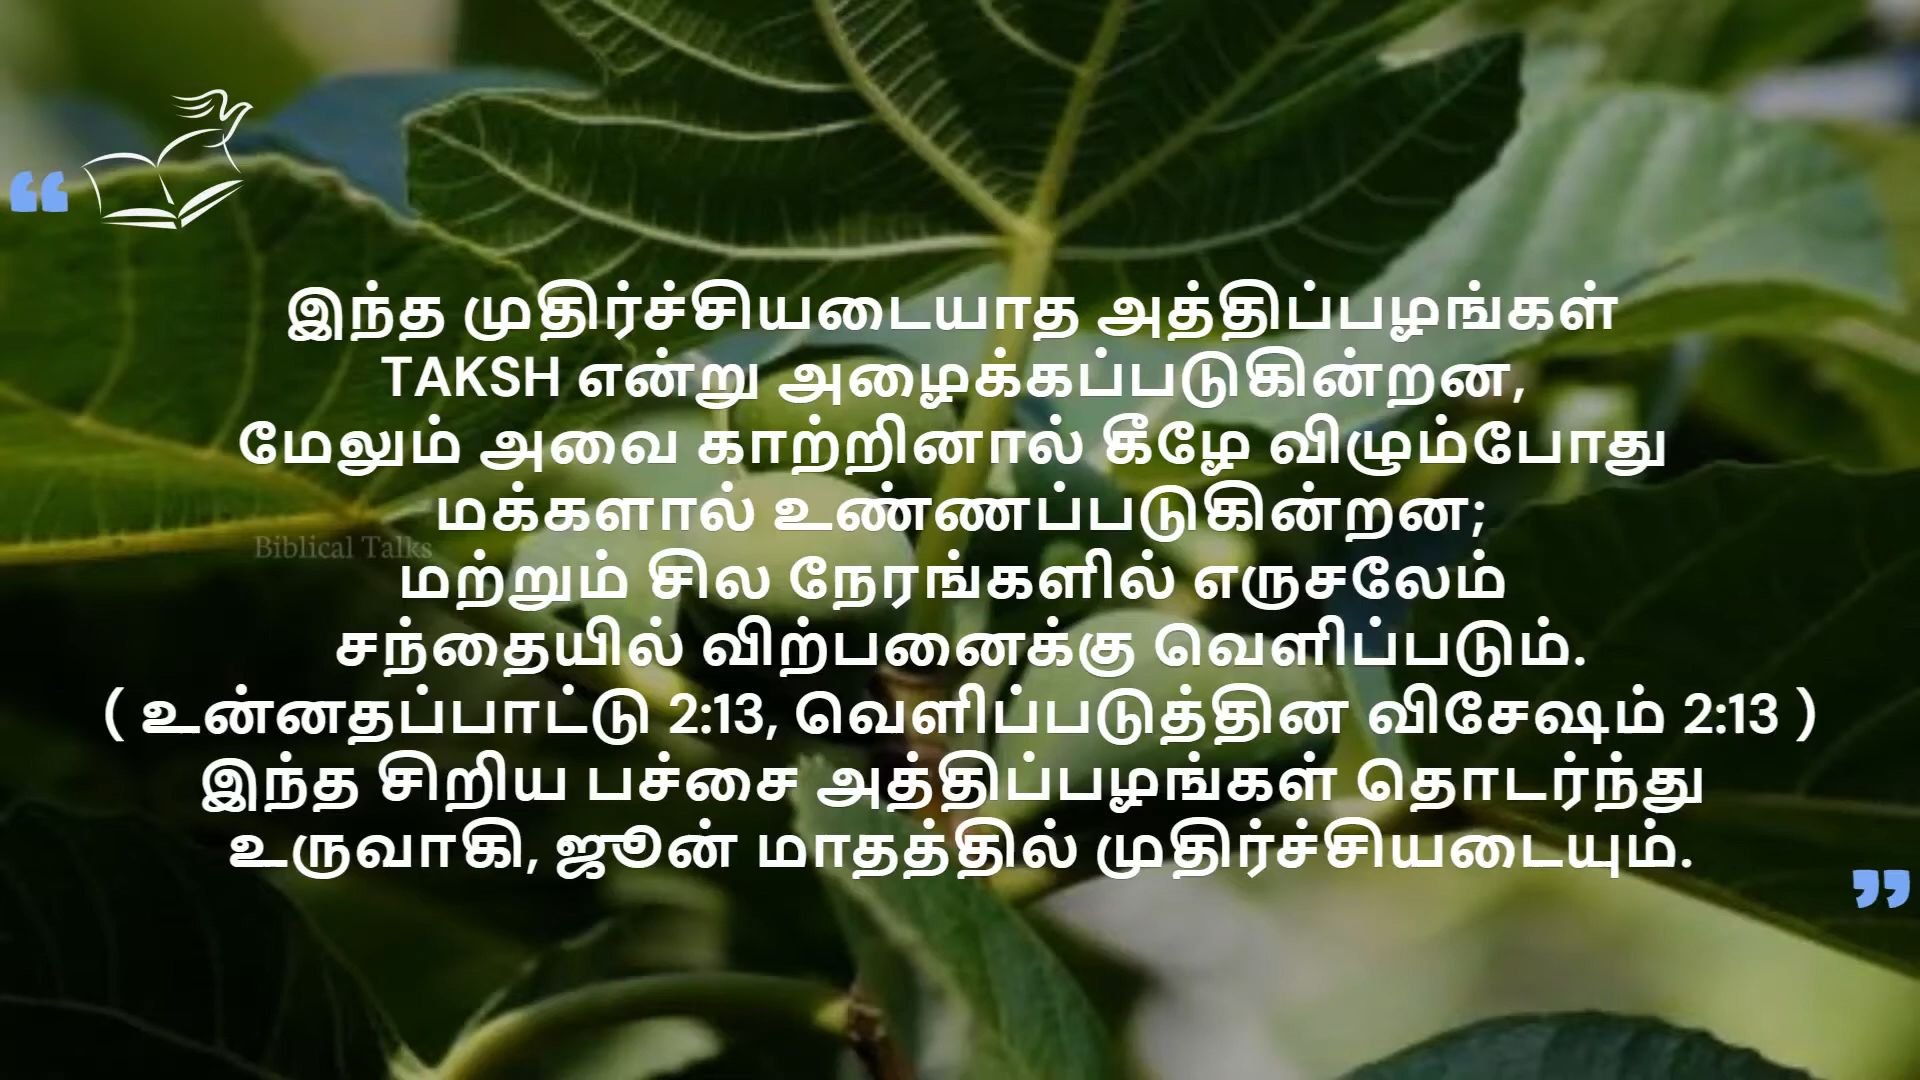 இந்த முதிர்ச்சியடையாத அத்திப்பழங்கள்
TAKSH என்று அழைக்கப்படுகின்றன,
மேலும் அவை காற்றினால் கீழே விழும்போது
மக்களால் உண்ணப்படுகின்றன;
Biblical Talks
மற்றும் சில நேரங்களில் எருசலேம்
சந்தையில் விற்பனைக்கு வெளிப்படும்.
( உன்னதப்பாட்டு 2:13, வெளிப்படுத்தின விசேஷம் 2:13 )
இந்த சிறிய பச்சை அத்திப்பழங்கள் தொடர்ந்து
உருவாகி, ஜூன் மாதத்தில் முதிர்ச்சியடையும்.